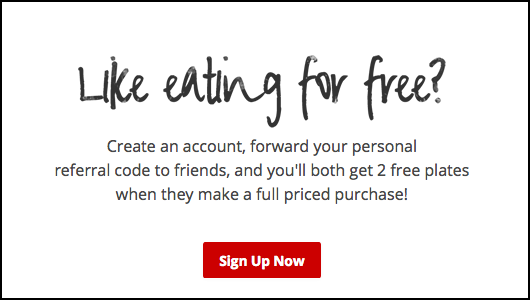 Like eating for free?
Create an account, forward your personal
referral code to friends, and you'll both get 2 free plates
when they make a full priced purchase!
Sign Up Now